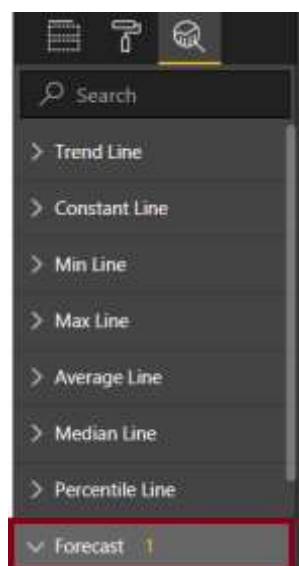 Search
Trend Line
Constant Line
Min Line
Max Line
Average Line
Median Line
Percentile Line
Forecast 1